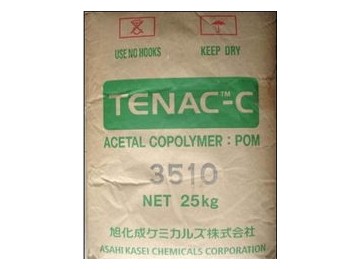 USE NO HOOKS KEEP DRY
TENAC™-C
ACETAL COPOLYMER : POM
3510
NET 25kg
旭化成ケミカルズ株式会社
ASAHI KASEI CHEMICALS CORPORATION